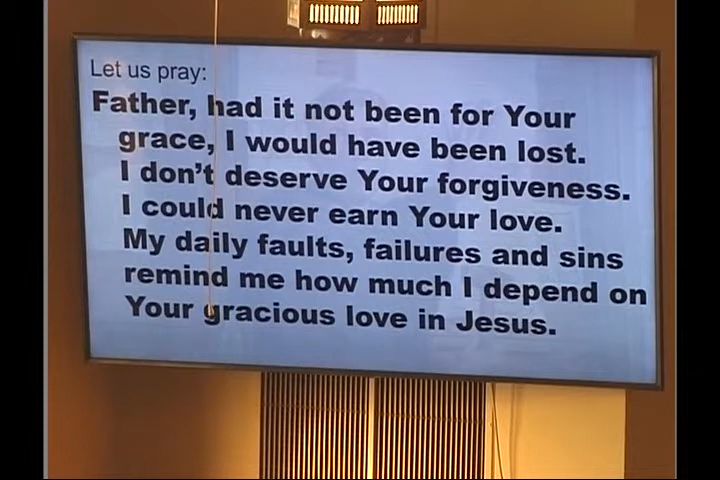 Let us pray:
Father, had it not been for Your
grace, I would have been lost.
I don't deserve Your forgiveness.
I could never earn Your love.
My daily faults, failures and sins
remind me how much I depend on
Your gracious love in Jesus.